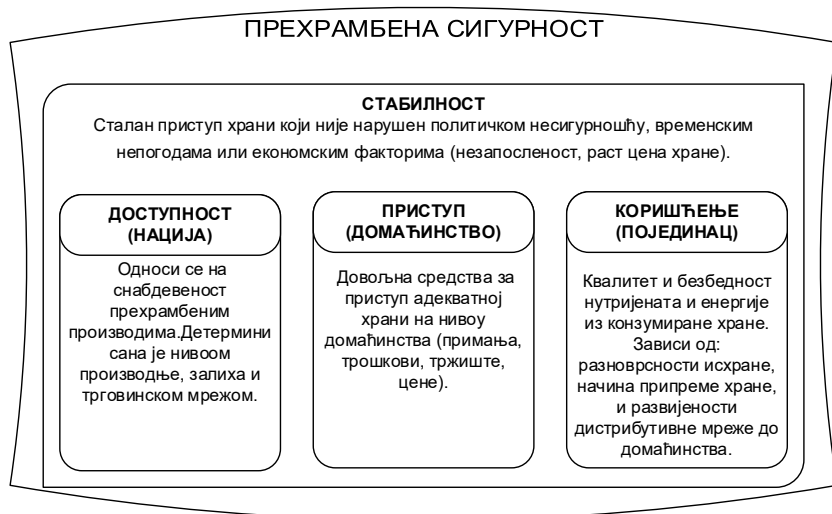 ПРЕХРАМБЕНА СИГУРНОСТ
СТАБИЛНОСТ
Сталан приступ храни који није нарушен политичком несигурношћу, временским
непогодама или економским факторима (незапосленост, раст цена хране).
ДОСТУПНОСТ
(НАЦИЈА)
Односи се на
снабдевеност
прехрамбеним
производима.Детермини
сана је нивоом
производње, залиха и
трговинском мрежом.
ПРИСТУП
(ДОМАЋИНСТВО)
Довољна средства за
приступ адекватној
храни на нивоу
домаћинства (примања,
трошкови, тржиште,
цене).
КОРИШЋЕЊЕ
(ПОЈЕДИНАЦ)
Квалитет и безбедност
нутријената и енергије
из конзумиране хране.
Зависи од:
разноврсности исхране,
начина припреме хране,
и развијености
дистрибутивне мреже до
домаћинства.